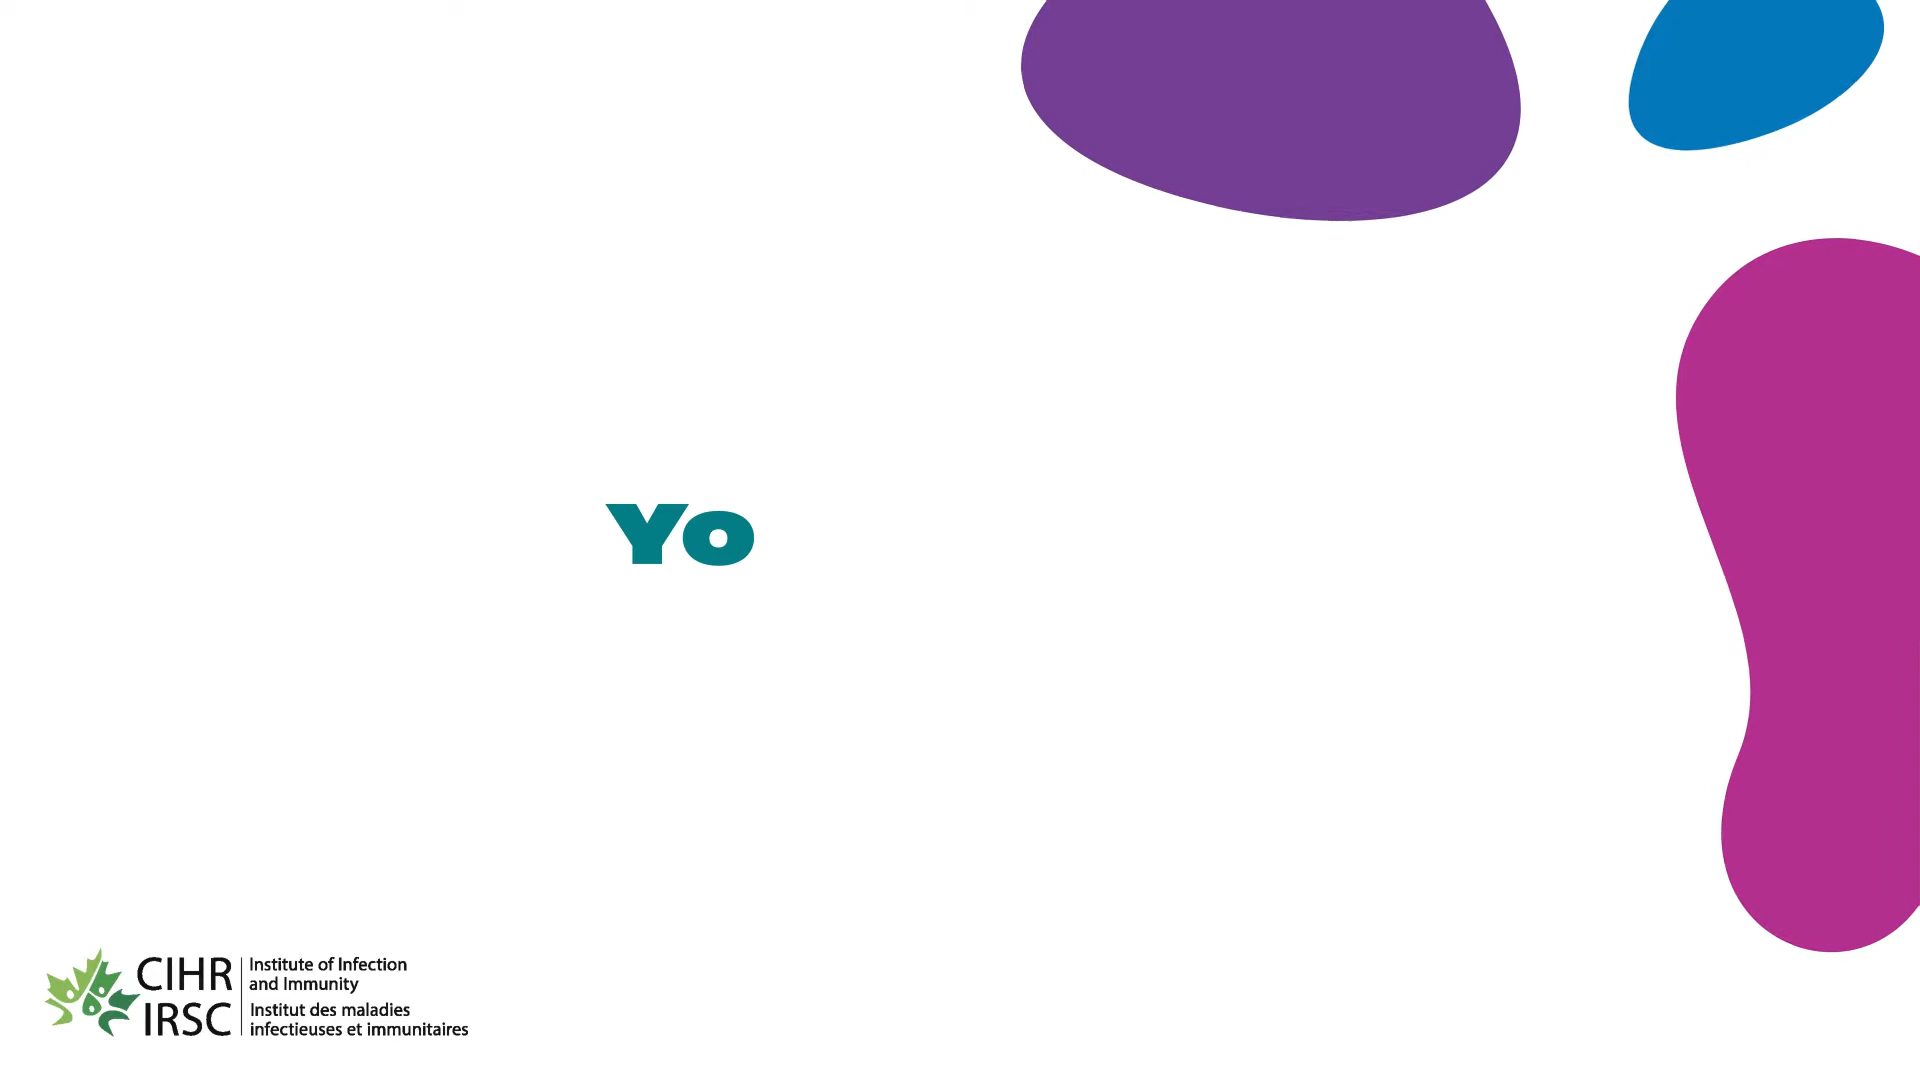 Yo
CIHR
IRSC
Institute of Infection
and Immunity
Institut des maladies
infectieuses et immunitaires